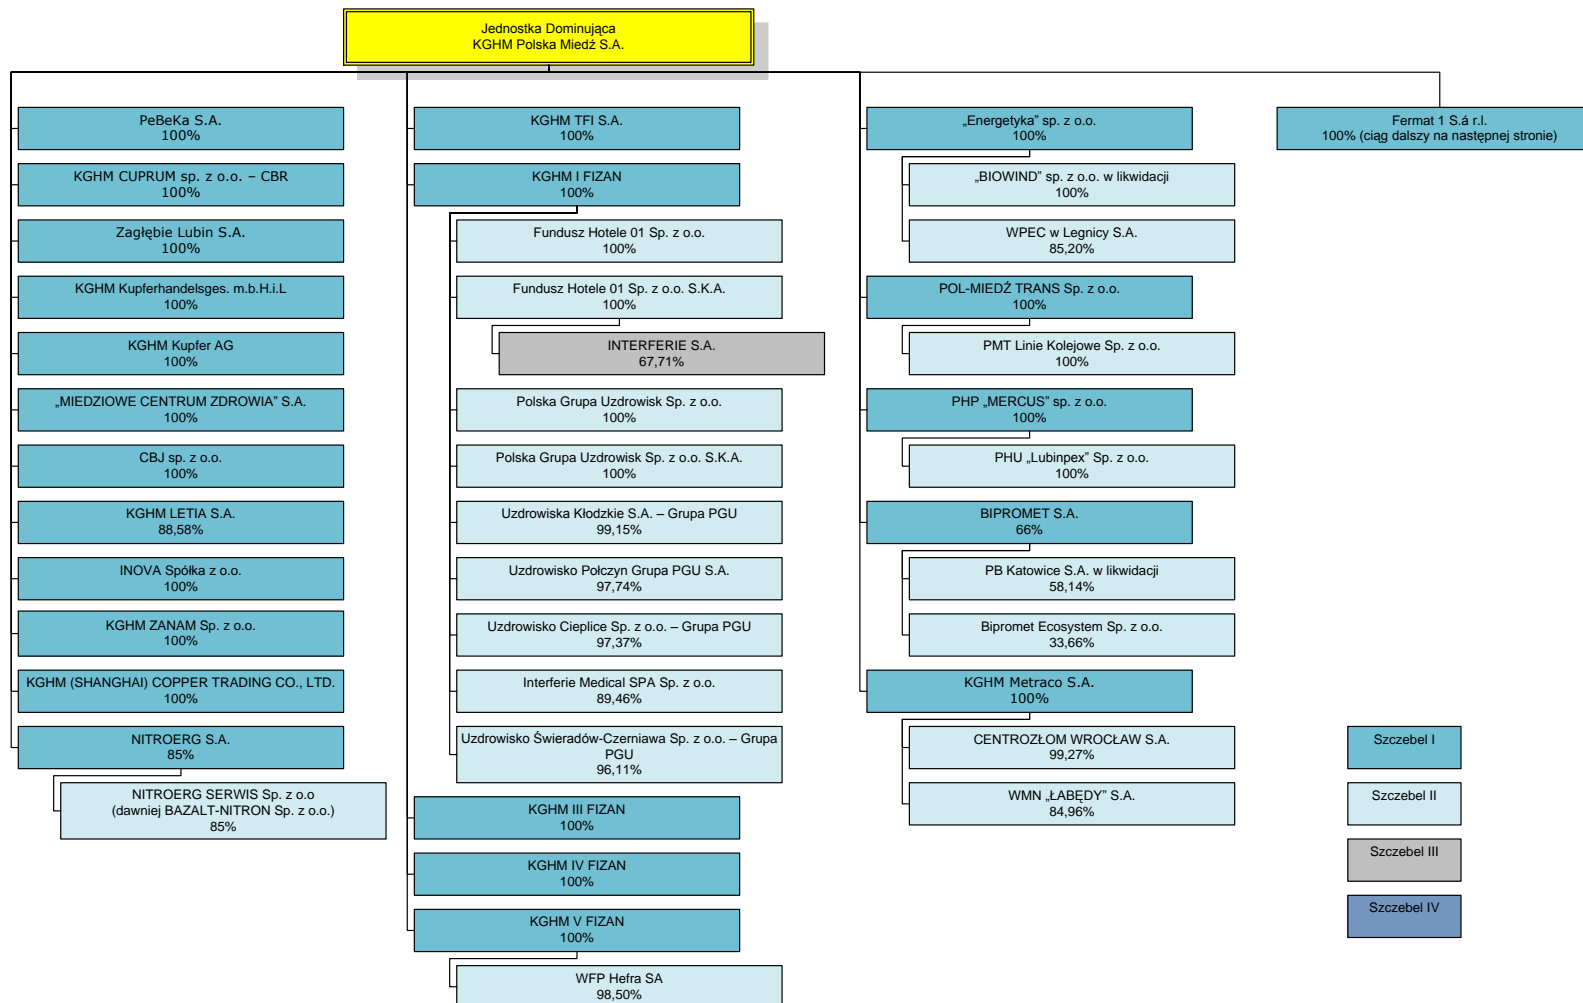 Jednostka Dominująca
KGHM Polska Miedź S.A.
PeBeKa S.A.
100%
KGHM CUPRUM sp. z o.o. – CBR
100%
Zagłębie Lubin S.A.
100%
KGHM Kupferhandelsges. m.b.H.i.L
100%
KGHM Kupfer AG
100%
„MIEDZIOWE CENTRUM ZDROWIA” S.A.
100%
CBJ sp. z o.o.
100%
KGHM LETIA S.A.
88,58%
INOVA Spółka z o.o.
100%
KGHM ZANAM Sp. z o.o.
100%
KGHM (SHANGHAI) COPPER TRADING CO., LTD.
100%
NITROERG S.A.
85%
NITROERG SERWIS Sp. z o.o
(dawniej BAZALT-NITRON Sp. z o.o.)
85%
KGHM TFI S.A.
100%
KGHM I FIZAN
100%
Fundusz Hotele 01 Sp. z o.o.
100%
Fundusz Hotele 01 Sp. z o.o. S.K.A.
100%
INTERFERIE S.A.
67,71%
Polska Grupa Uzdrowisk Sp. z o.o.
100%
Polska Grupa Uzdrowisk Sp. z o.o. S.K.A.
100%
Uzdrowiska Kłodzkie S.A. – Grupa PGU
99,15%
Uzdrowisko Połczyn Grupa PGU S.A.
97,74%
Uzdrowisko Cieplice Sp. z o.o. – Grupa PGU
97,37%
Interferie Medical SPA Sp. z o.o.
89,46%
Uzdrowisko Świeradów-Czerniawa Sp. z o.o. – Grupa
PGU
96,11%
KGHM III FIZAN
100%
KGHM IV FIZAN
100%
KGHM V FIZAN
100%
WFP Hefra SA
98,50%
„Energetyka” sp. z o.o.
100%
„BIOWIND” sp. z o.o. w likwidacji
100%
WPEC w Legnicy S.A.
85,20%
POL-MIEDŹ TRANS Sp. z o.o.
100%
PMT Linie Kolejowe Sp. z o.o.
100%
PHP „MERCUS” sp. z o.o.
100%
PHU „Lubinpex” Sp. z o.o.
100%
BIPROMET S.A.
66%
PB Katowice S.A. w likwidacji
58,14%
Bipromet Ecosystem Sp. z o.o.
33,66%
KGHM Metraco S.A.
100%
CENTROZŁOM WROCŁAW S.A.
99,27%
WMN „ŁABĘDY” S.A.
84,96%
Fermat 1 S.á r.l.
100% (ciąg dalszy na następnej stronie)
Szczebel I
Szczebel II
Szczebel III
Szczebel IV